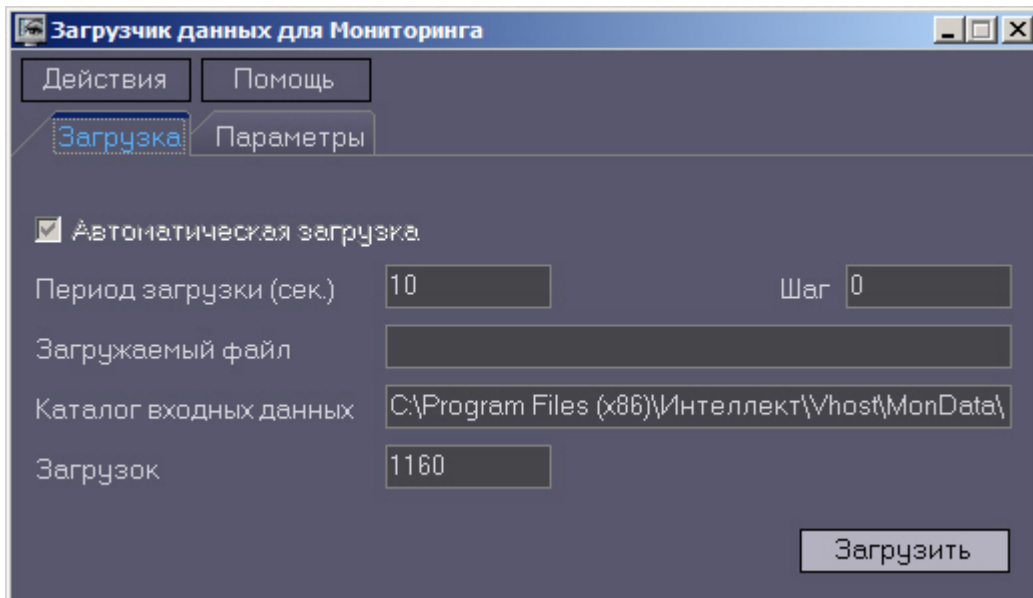 Загрузчик данных для Мониторинга
Действия Помощь
Загрузка Параметры
Автоматическая загрузка
Период загрузки (сек.) 10 Шаг 0
Загружаемый файл
Каталог входных данных C:\Program Files (x86)\Интеллект\Vhost\MonData\
Загрузок 1160
Загрузить